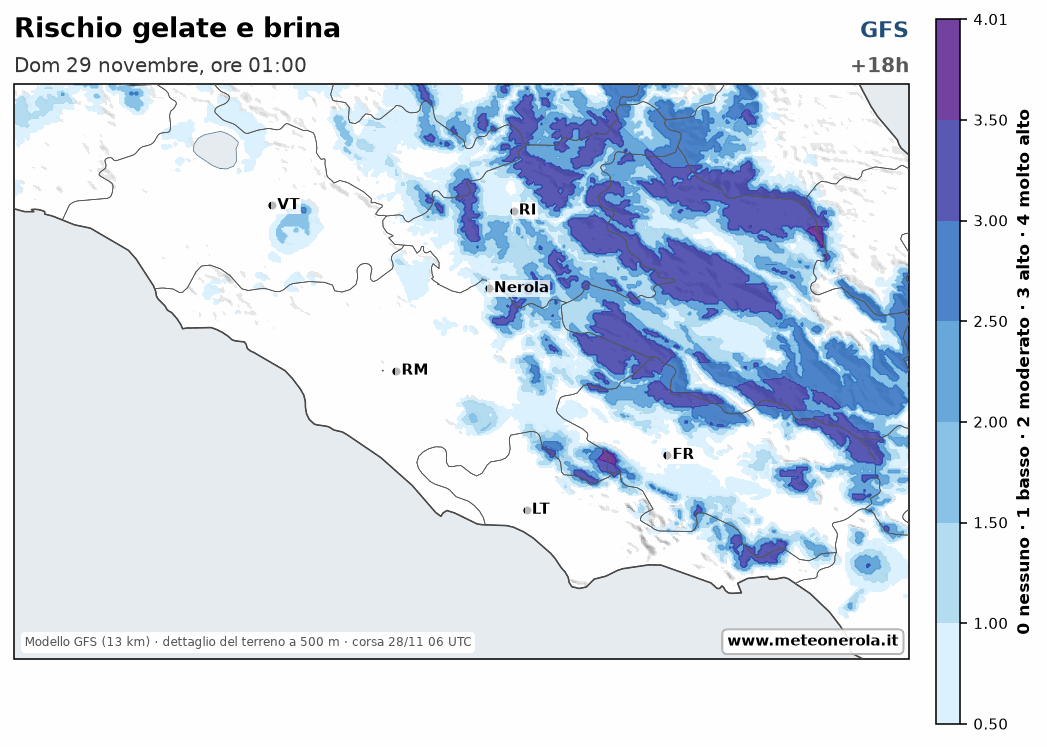 Rischio gelate e brina
GFS
Dom 29 novembre, ore 01:00
+18h
VT
RI
Nerola
RM
FR
LT
Modello GFS (13 km) · dettaglio del terreno a 500 m · corsa 28/11 06 UTC
www.meteonerola.it
4.01
3.50
3.00
2.50
2.00
1.50
1.00
0.50
0 nessuno · 1 basso · 2 moderato · 3 alto · 4 molto alto